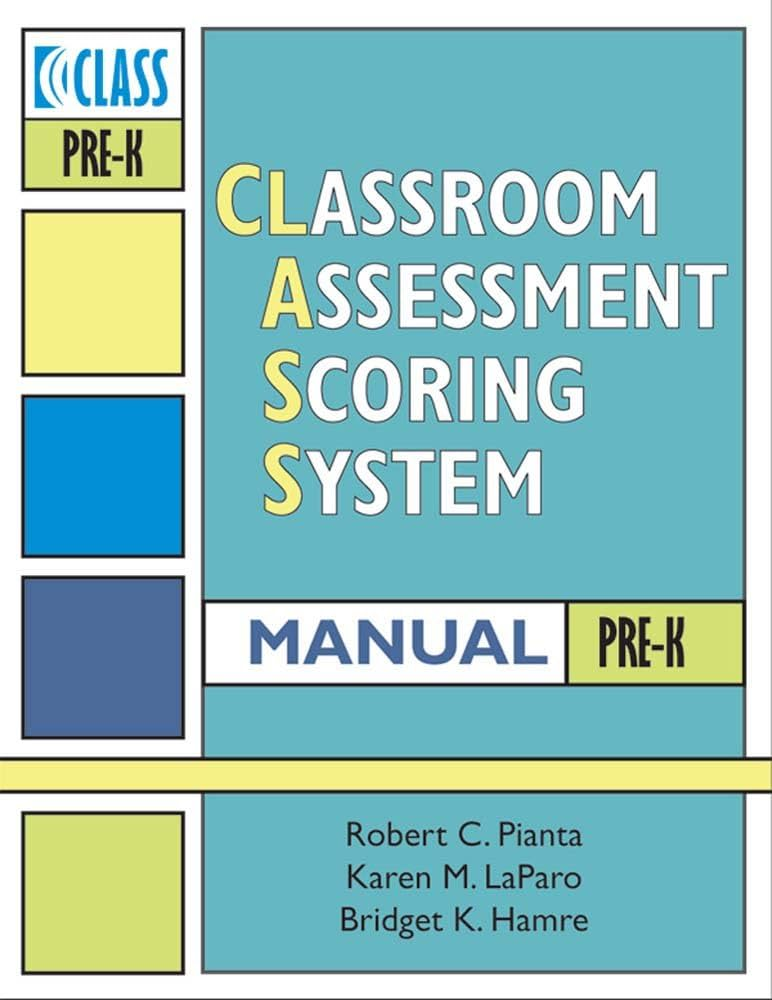 CLASS
PRE-K
CLASSROOM
ASSESSMENT
SCORING
SYSTEM
MANUAL PRE-K
Robert C. Pianta
Karen M. LaParo
Bridget K. Hamre